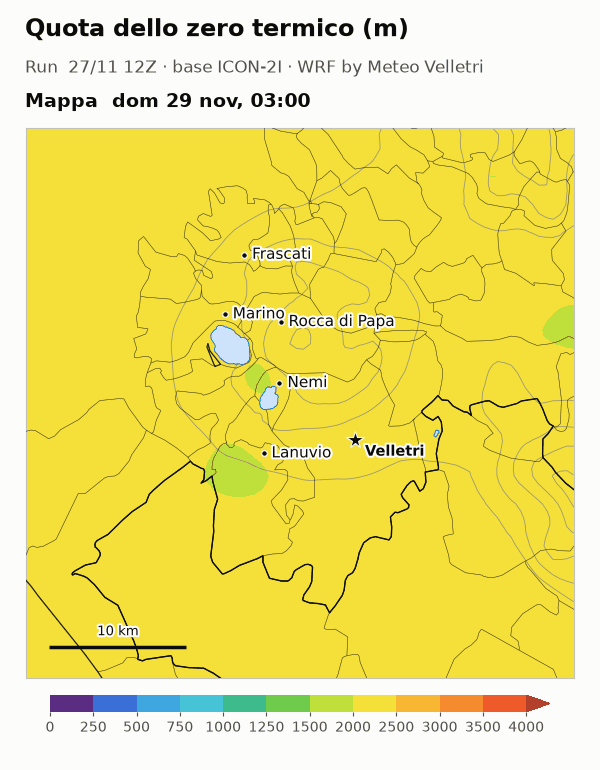 Quota dello zero termico (m)
Run  27/11 12Z · base ICON-2I · WRF by Meteo Velletri
Mappa  dom 29 nov, 03:00
Frascati
Marino
Rocca di Papa
Nemi
Velletri
Lanuvio
10 km
0 250 500 750 1000 1250 1500 2000 2500 3000 3500 4000